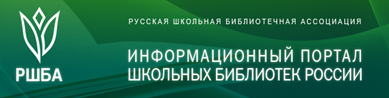 РУССКАЯ ШКОЛЬНАЯ БИБЛИОТЕЧНАЯ АССОЦИАЦИЯ
ИНФОРМАЦИОННЫЙ ПОРТАЛ
ШКОЛЬНЫХ БИБЛИОТЕК РОССИИ
РШБА